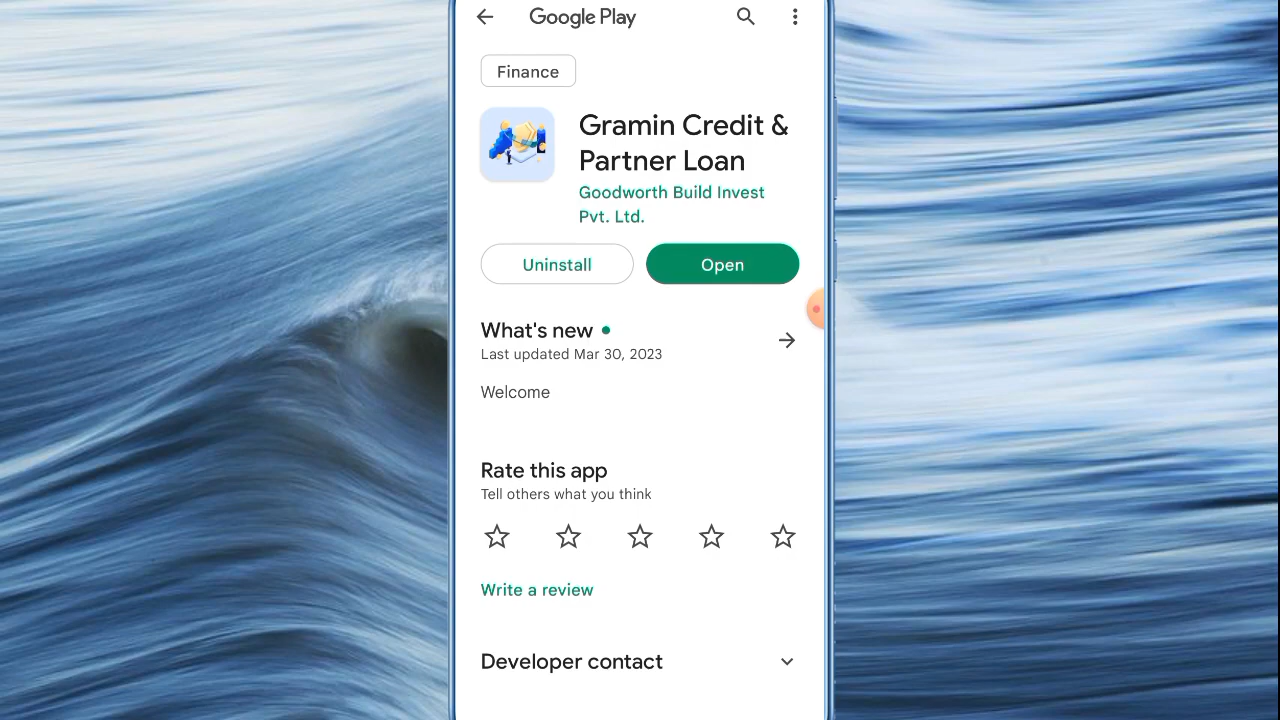 Google Play
Finance
Gramin Credit &
Partner Loan
Goodworth Build Invest
Pvt. Ltd.
Uninstall
Open
What's new
Last updated Mar 30, 2023
Welcome
Rate this app
Tell others what you think
Write a review
Developer contact